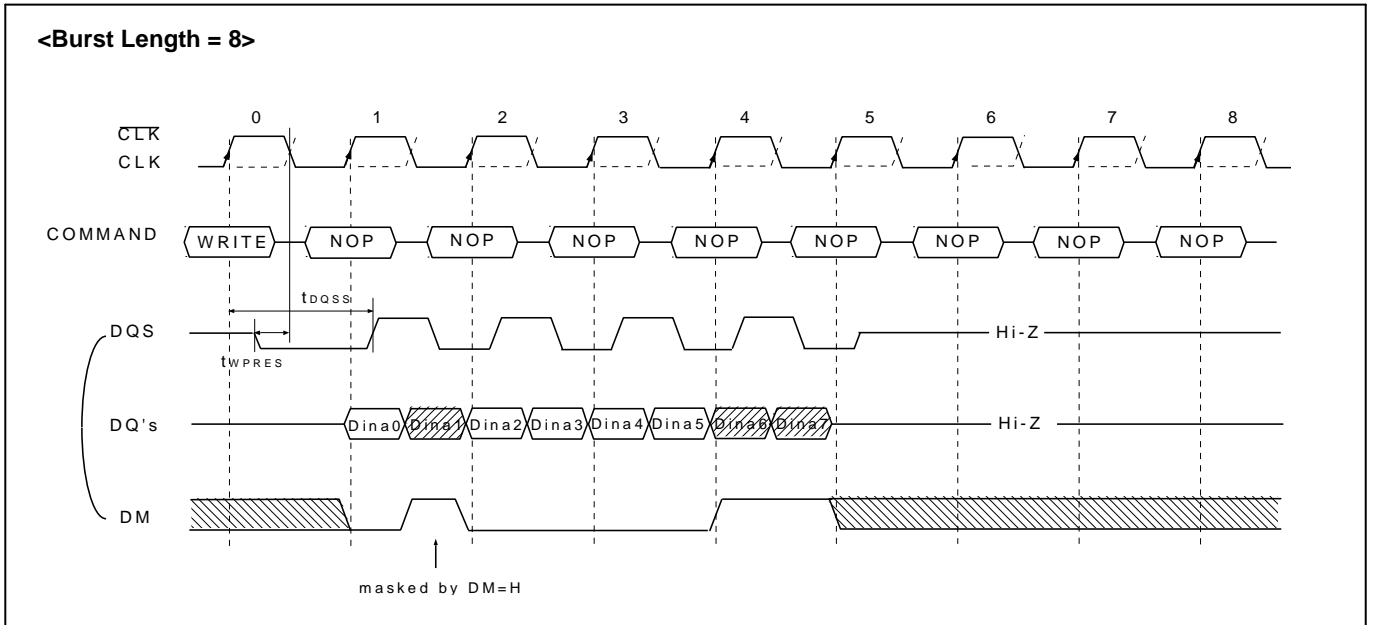 <Burst Length = 8>
0 1 2 3 4 5 6 7 8
CLK
CLK
COMMAND WRITE NOP NOP NOP NOP NOP NOP NOP NOP
tDQSS
DQS Hi-Z
tWPRES
DQ's Dina0 Dina1 Dina2 Dina3 Dina4 Dina5 Dina6 Dina7 Hi-Z
DM
masked by DM=H